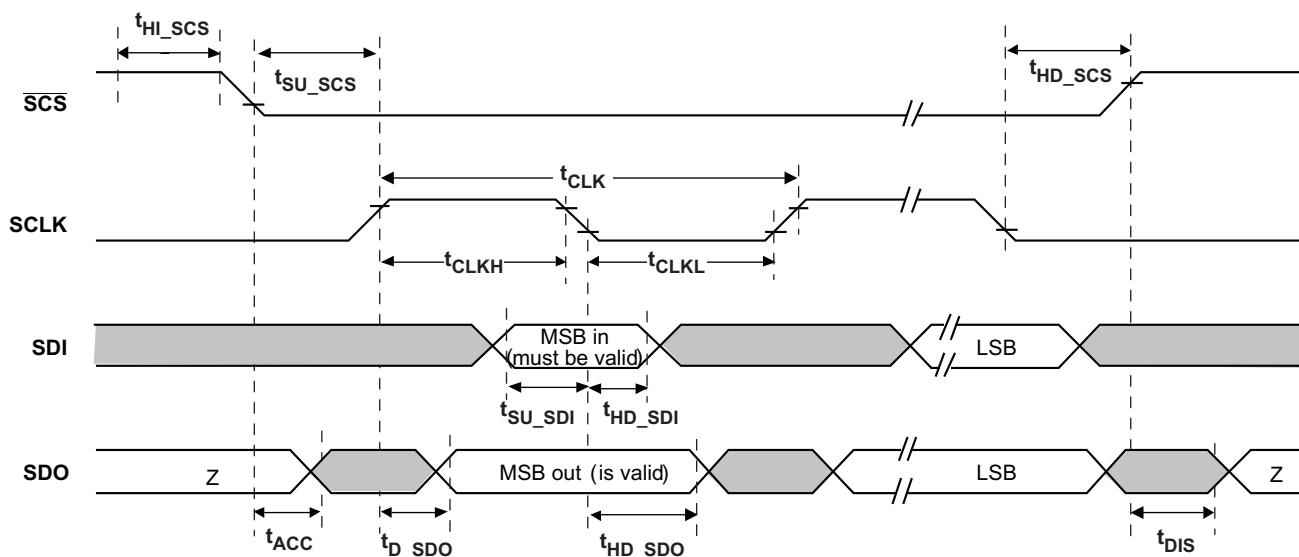 tHI_SCS
tSU_SCS
tHD_SCS
SCS
tCLK
SCLK
tCLKH
tCLKL
SDI
MSB in
(must be valid)
LSB
tSU_SDI
tHD_SDI
SDO
Z
MSB out (is valid)
LSB
Z
tACC
tD_SDO
tHD_SDO
tDIS